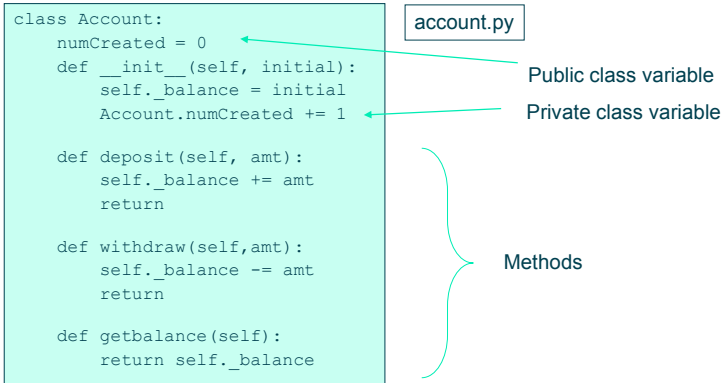 class Account:
    numCreated = 0
    def __init__(self, initial):
        self._balance = initial
        Account.numCreated += 1
    def deposit(self, amt):
        self._balance += amt
        return
    def withdraw(self,amt):
        self._balance -= amt
        return
    def getbalance(self):
        return self._balance
account.py
Public class variable
Private class variable
Methods